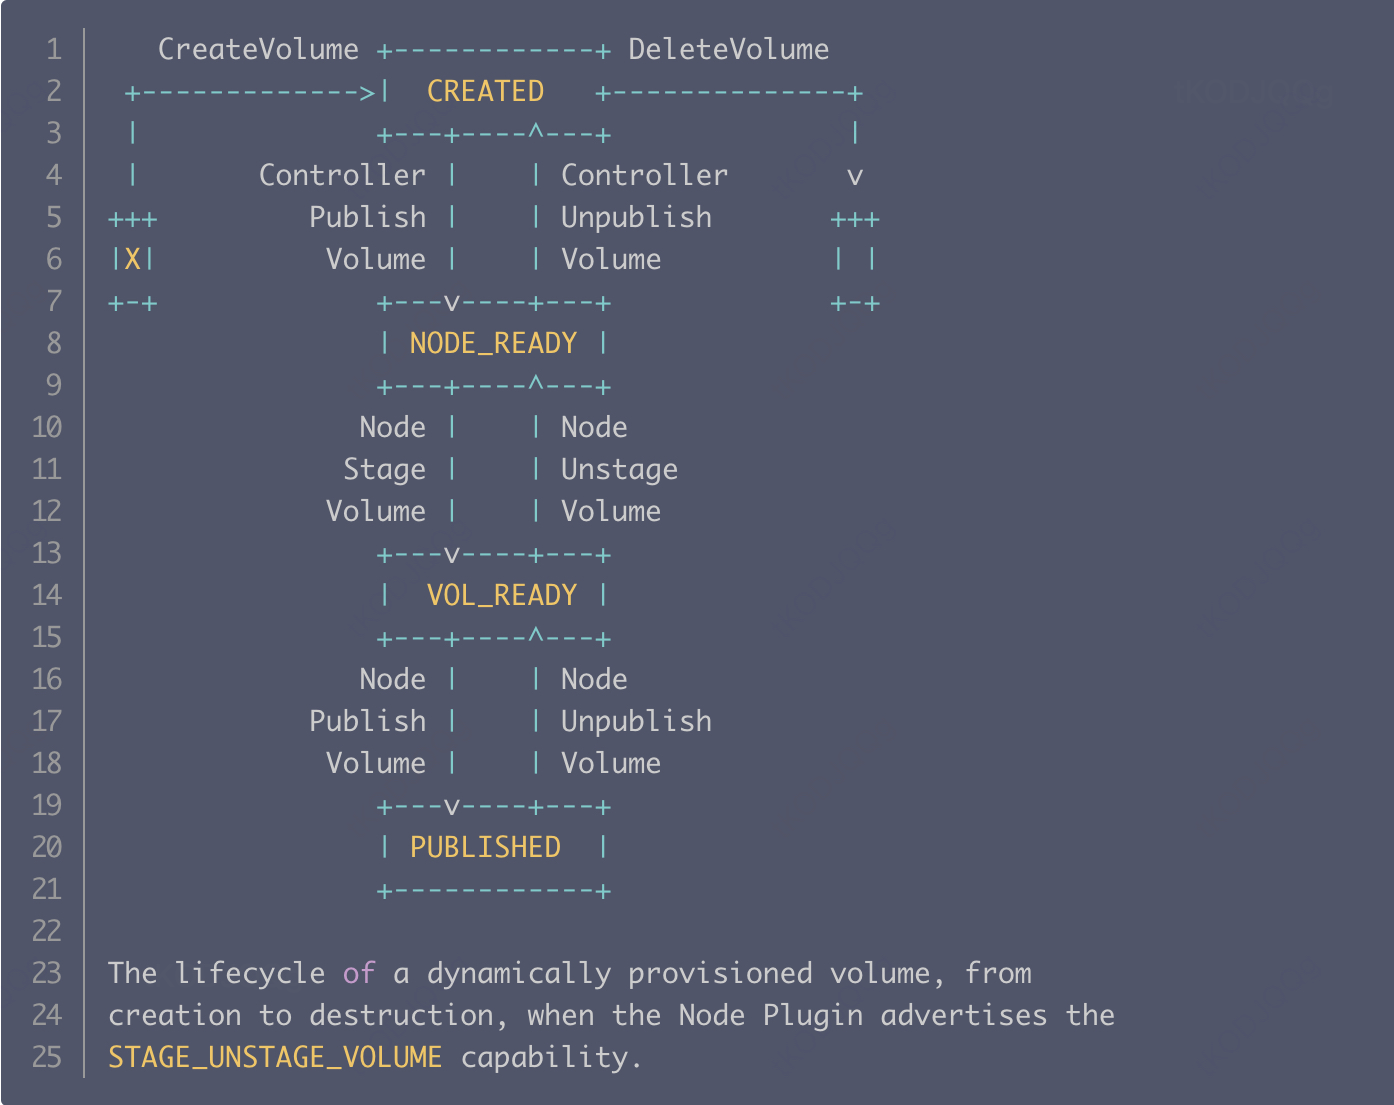 1    CreateVolume +------------+ DeleteVolume
2  +------------->|  CREATED   +--------------+
3  |              +---+----^---+              |
4  |       Controller |    | Controller       v
5 +++         Publish |    | Unpublish       +++
6 |X|          Volume |    | Volume          | |
7 +-+             +---v----+---+             +-+
8                 | NODE_READY |
9                 +---+----^---+
10               Node |    | Node
11              Stage |    | Unstage
12             Volume |    | Volume
13                +---v----+---+
14                |  VOL_READY |
15                +---+----^---+
16               Node |    | Node
17            Publish |    | Unpublish
18             Volume |    | Volume
19                +---v----+---+
20                | PUBLISHED  |
21                +------------+
22
23 The lifecycle of a dynamically provisioned volume, from
24 creation to destruction, when the Node Plugin advertises the
25 STAGE_UNSTAGE_VOLUME capability.